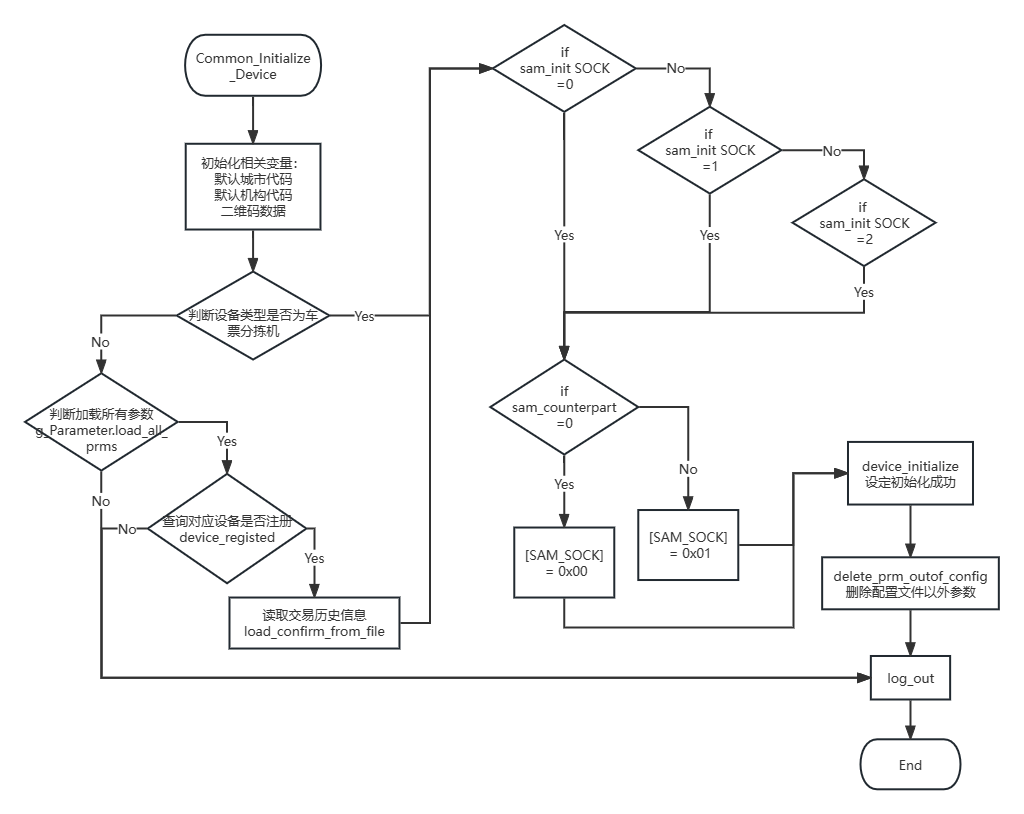 Common_Initialize
_Device
初始化相关变量：
默认城市代码
默认机构代码
二维码数据
判断设备类型是否为车
票分拣机
Yes
No
判断加载所有参数
g_Parameter.load_all_
prms
Yes
No
查询对应设备是否注册
device_registed
No
Yes
读取交易历史信息
load_confirm_from_file
if
sam_init SOCK
=0
No
if
sam_init SOCK
=1
No
if
sam_init SOCK
=2
Yes
Yes
Yes
if
sam_counterpart
=0
No
Yes
[SAM_SOCK]
= 0x00
[SAM_SOCK]
= 0x01
device_initialize
设定初始化成功
delete_prm_outof_config
删除配置文件以外参数
log_out
End